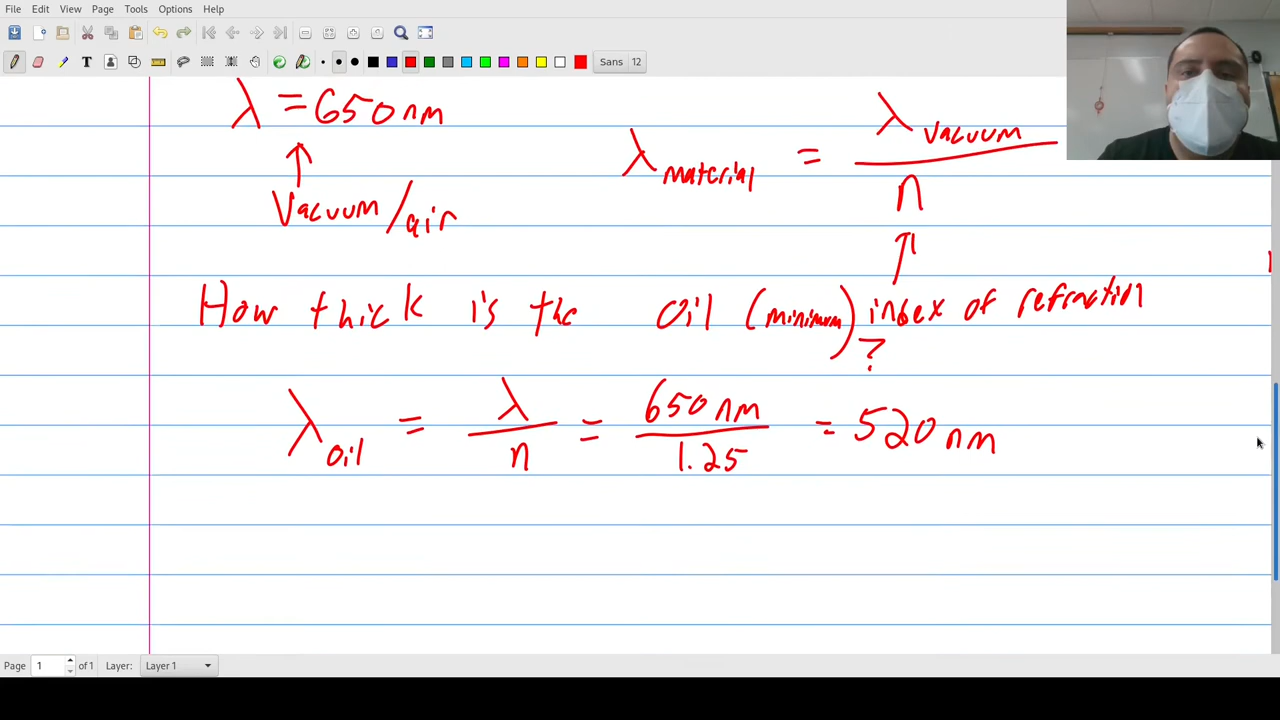 File Edit View Page Tools Options Help
Sans 12
λ = 650 nm
Vacuum/air
λ material = λ vacuum / n
How thick is the oil (minimum) index of refraction
?
λ oil = λ / n = 650 nm / 1.25 = 520 nm
Page 1 of 1 Layer: Layer 1